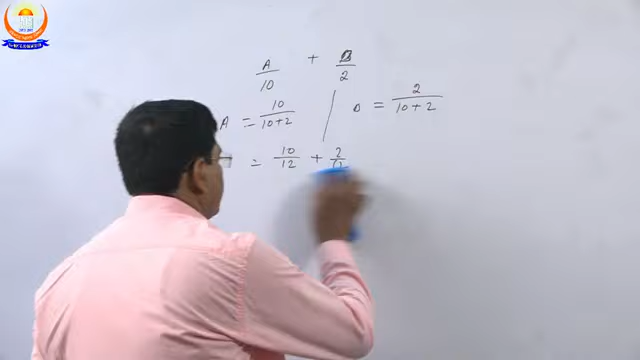 A/10 + B/2
A = 10/(10+2) | B = 2/(10+2)
= 10/12 + 2/